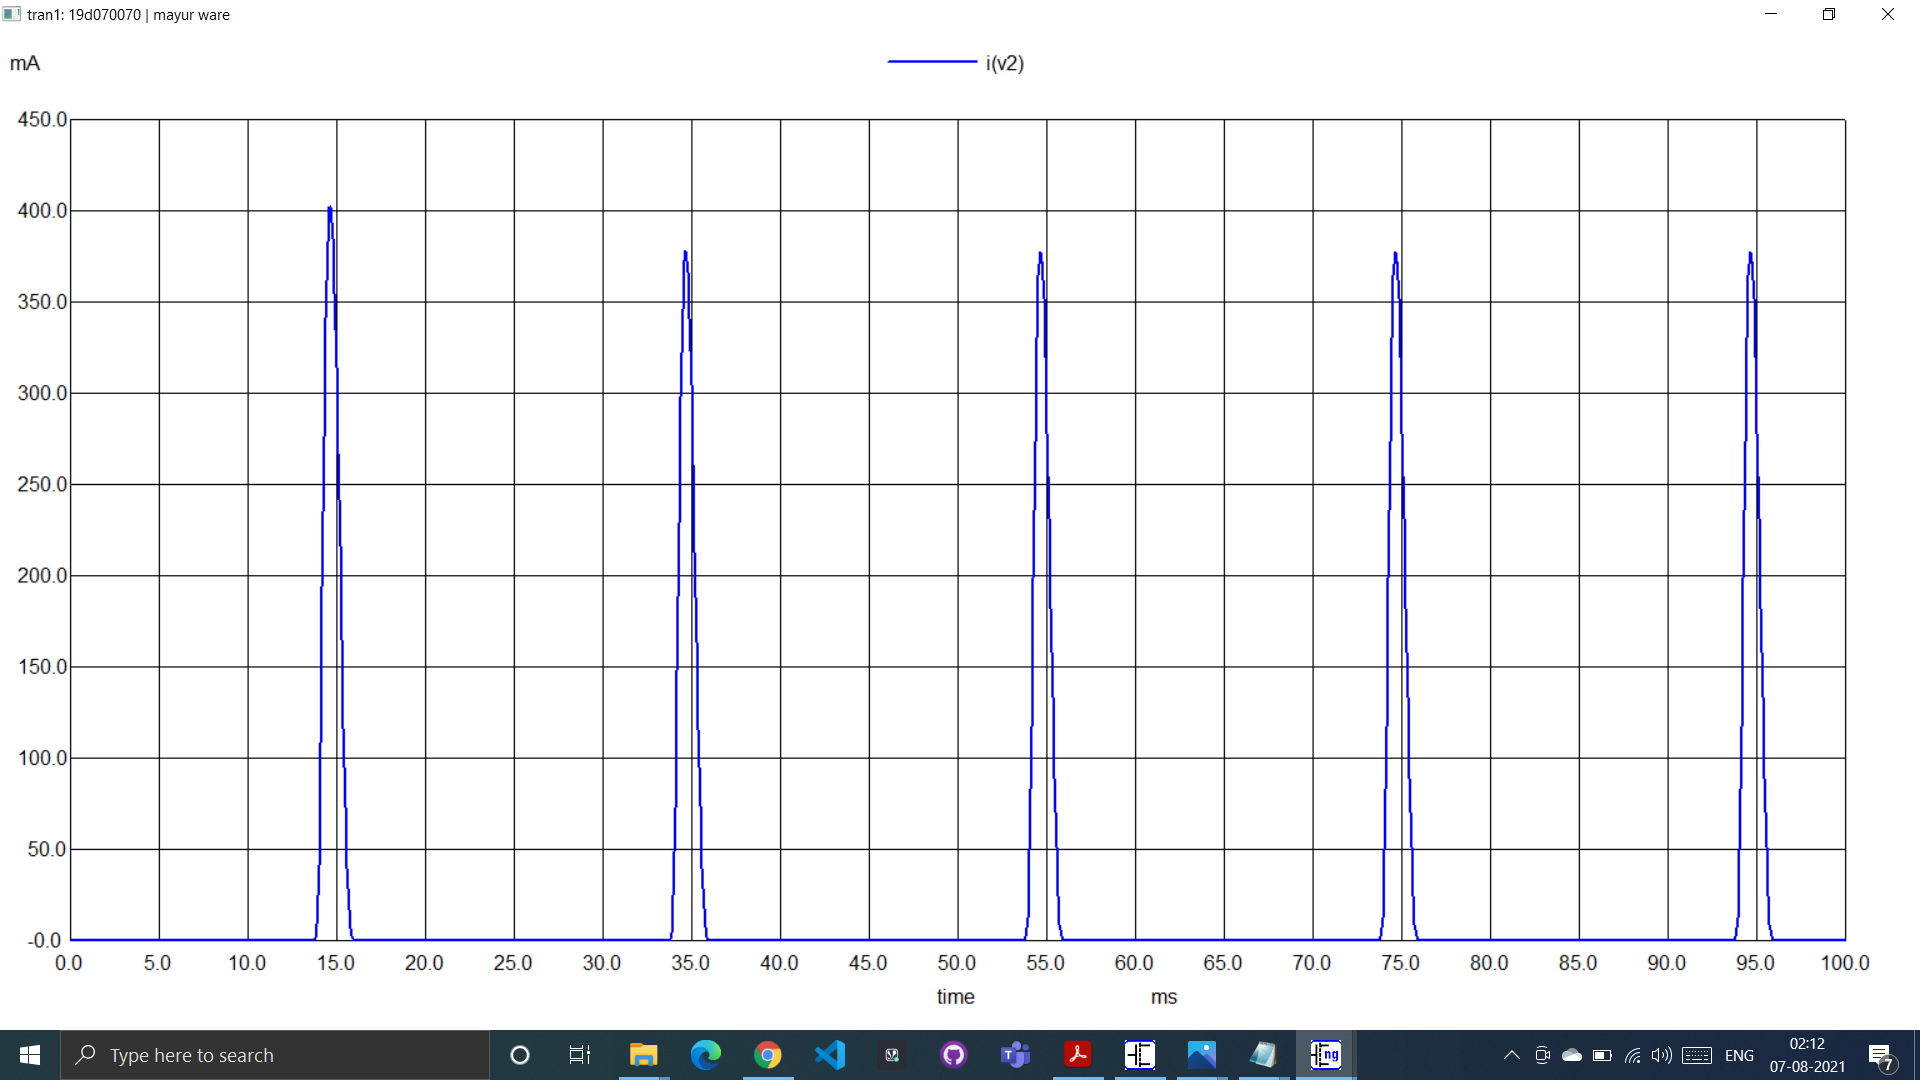 tran1: 19d070070 | mayur ware
mA
i(v2)
450.0
400.0
350.0
300.0
250.0
200.0
150.0
100.0
50.0
-0.0
0.0 5.0 10.0 15.0 20.0 25.0 30.0 35.0 40.0 45.0 50.0 55.0 60.0 65.0 70.0 75.0 80.0 85.0 90.0 95.0 100.0
time ms
Type here to search
ng
ENG
02:12
07-08-2021
7